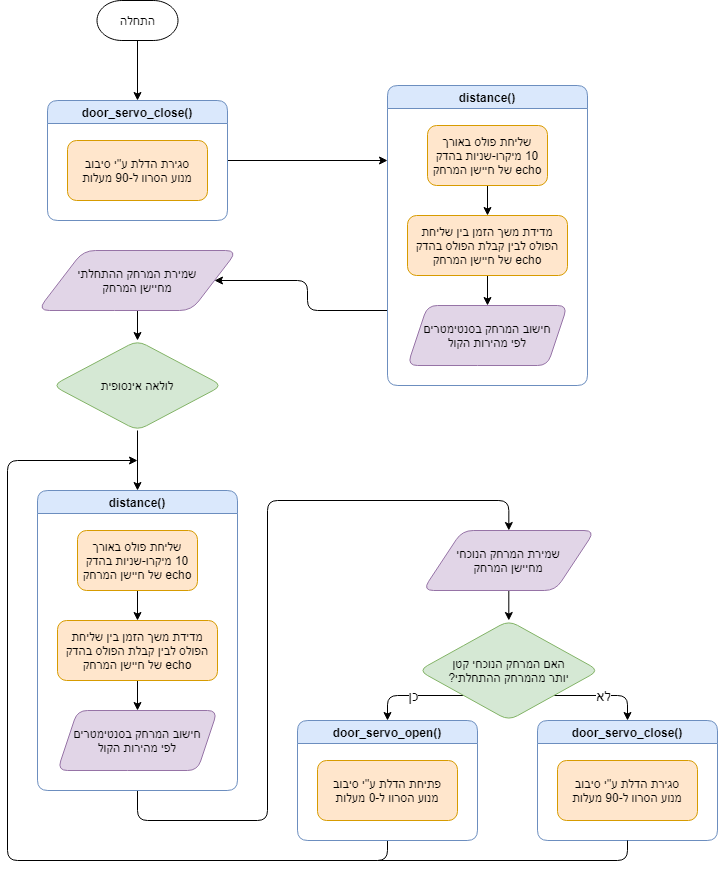 התחלה
door_servo_close()
סגירת הדלת ע"י סיבוב
מנוע הסרוו ל-90 מעלות
distance()
שליחת פולס באורך
10 מיקרו-שניות בהדק
echo של חיישן המרחק
מדידת משך הזמן בין שליחת
הפולס לבין קבלת הפולס בהדק
echo של חיישן המרחק
חישוב המרחק בסנטימטרים
לפי מהירות הקול
שמירת המרחק ההתחלתי
מחיישן המרחק
לולאה אינסופית
distance()
שליחת פולס באורך
10 מיקרו-שניות בהדק
echo של חיישן המרחק
מדידת משך הזמן בין שליחת
הפולס לבין קבלת הפולס בהדק
echo של חיישן המרחק
חישוב המרחק בסנטימטרים
לפי מהירות הקול
שמירת המרחק הנוכחי
מחיישן המרחק
האם המרחק הנוכחי קטן
יותר מהמרחק ההתחלתי?
כן
לא
door_servo_open()
פתיחת הדלת ע"י סיבוב
מנוע הסרוו ל-0 מעלות
door_servo_close()
סגירת הדלת ע"י סיבוב
מנוע הסרוו ל-90 מעלות